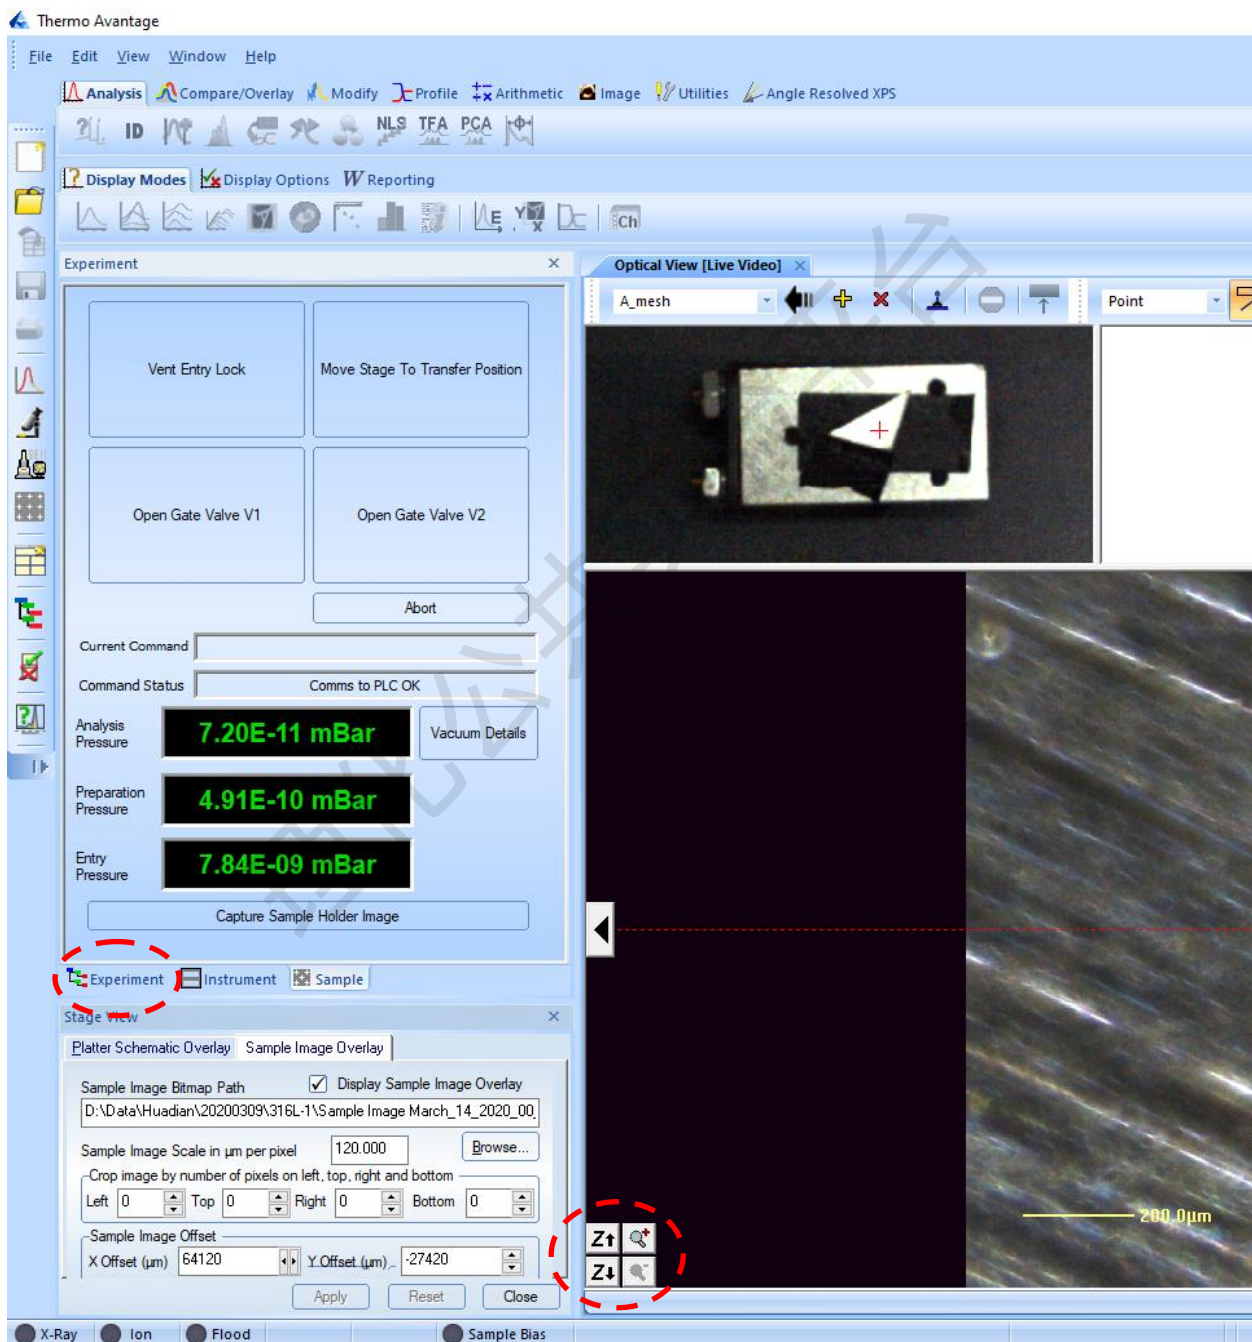 Thermo Avantage
File Edit View Window Help
Analysis Compare/Overlay Modify Profile Arithmetic Image Utilities Angle Resolved XPS
ID NLS TFA PCA
Display Modes Display Options Reporting
E Y X Ch
Experiment
Optical View [Live Video]
A_mesh Point
Vent Entry Lock Move Stage To Transfer Position
Open Gate Valve V1 Open Gate Valve V2
Abort
Current Command
Command Status Comms to PLC OK
Analysis Pressure 7.20E-11 mBar Vacuum Details
Preparation Pressure 4.91E-10 mBar
Entry Pressure 7.84E-09 mBar
Capture Sample Holder Image
Experiment Instrument Sample
Stage View
Platter Schematic Overlay Sample Image Overlay
Sample Image Bitmap Path Display Sample Image Overlay
D:\Data\Huadian\20200309\316L-1\Sample Image March_14_2020_00
Sample Image Scale in µm per pixel 120.000 Browse...
Crop image by number of pixels on left, top, right and bottom
Left 0 Top 0 Right 0 Bottom 0
Sample Image Offset
X Offset (µm) 64120 Y Offset (µm) -27420
Apply Reset Close
Z
Z
200.0µm
X-Ray Ion Flood Sample Bias